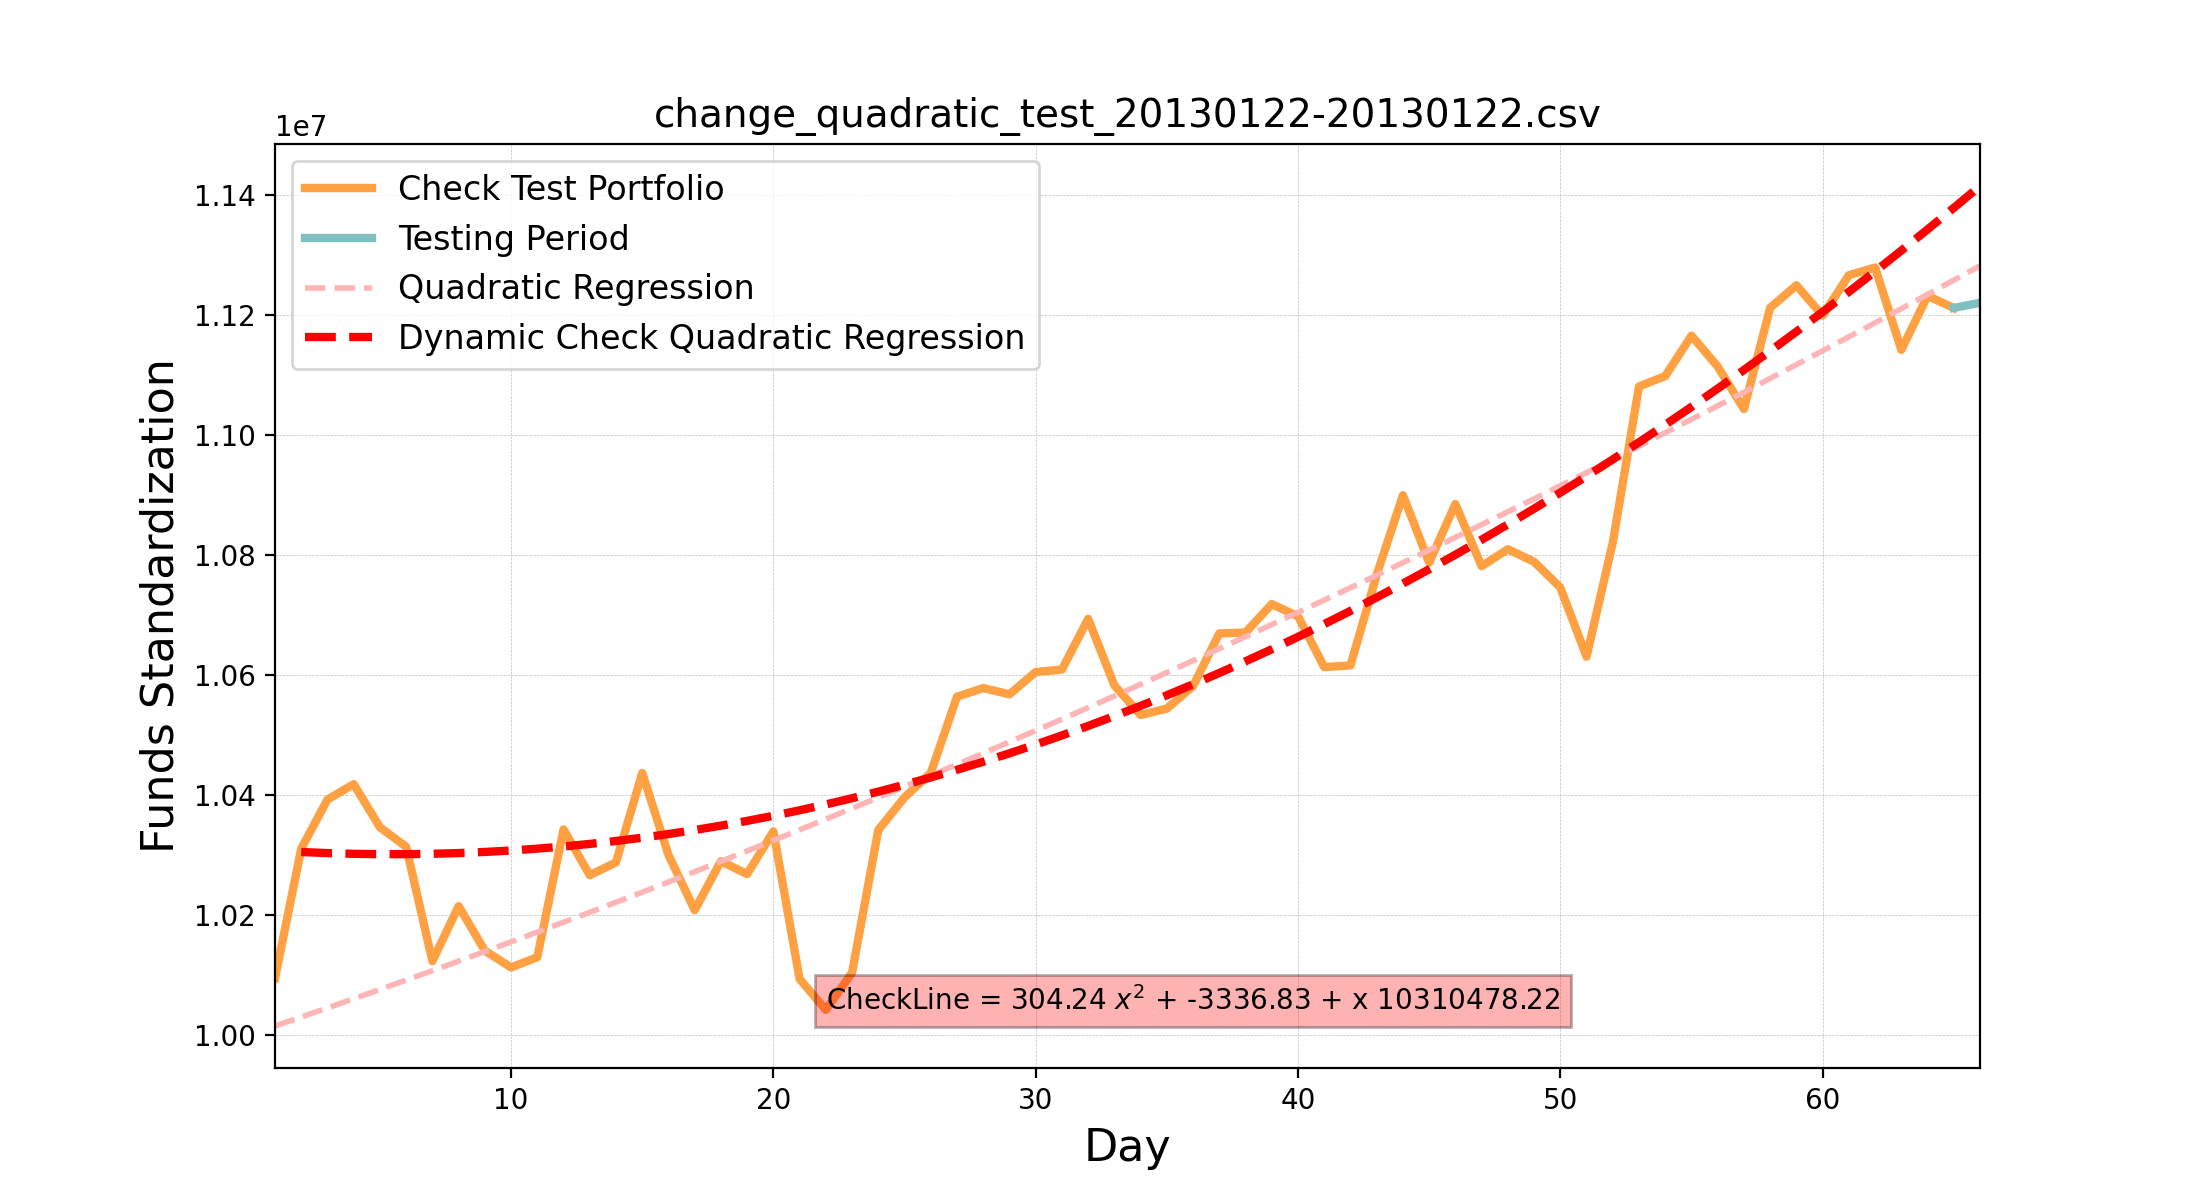 change_quadratic_test_20130122-20130122.csv
1e7
Check Test Portfolio
Testing Period
Quadratic Regression
Dynamic Check Quadratic Regression
1.14
1.12
1.10
1.08
1.06
1.04
1.02
1.00
Funds Standardization
CheckLine = 304.24 x² + -3336.83 + x 10310478.22
10 20 30 40 50 60
Day